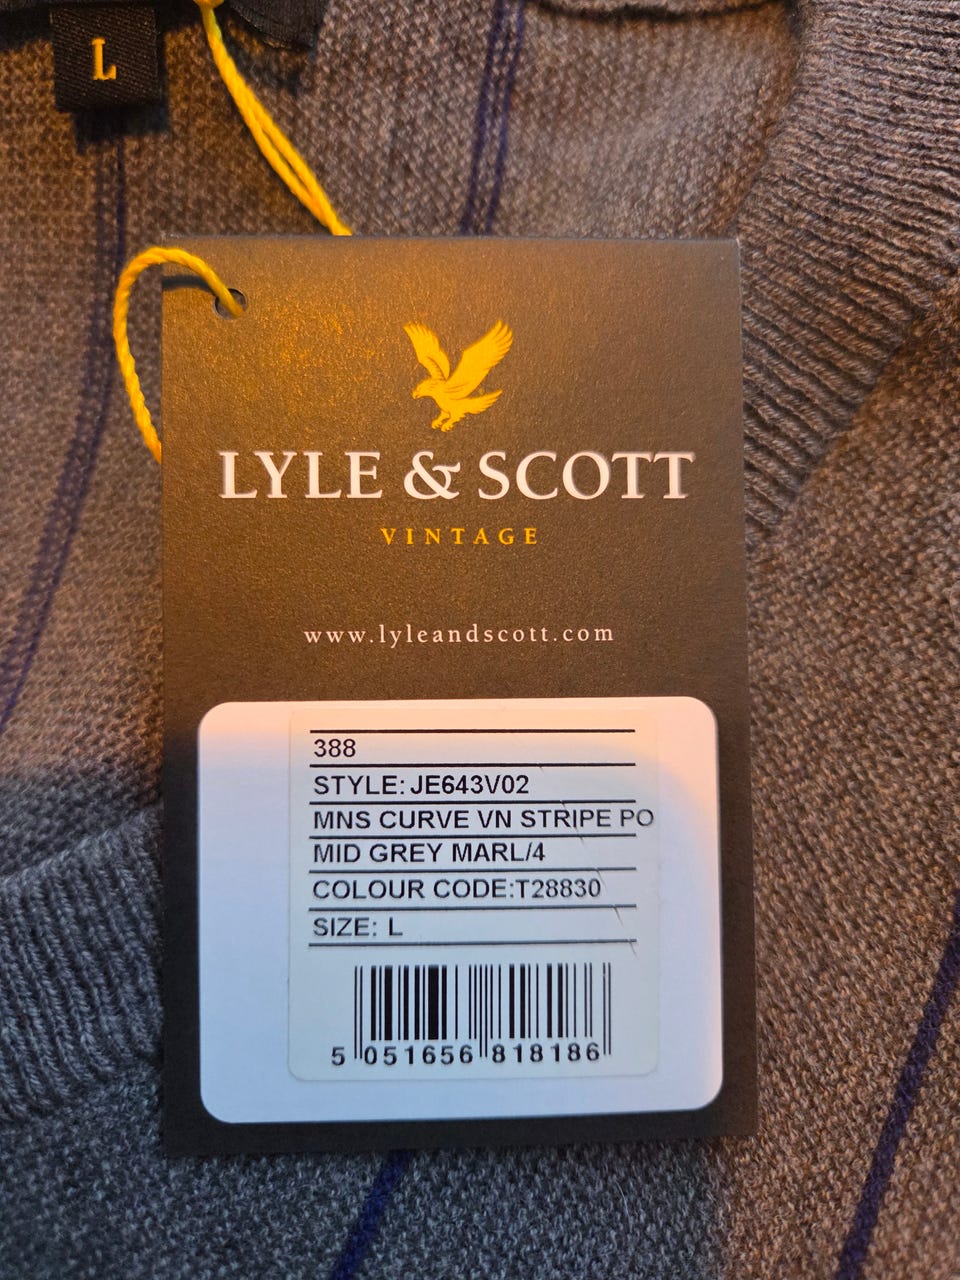 L
LYLE & SCOTT
VINTAGE
www.lyleandscott.com
388
STYLE: JE643V02
MNS CURVE VN STRIPE PO
MID GREY MARL/4
COLOUR CODE:T28830
SIZE: L
5 051656 818186